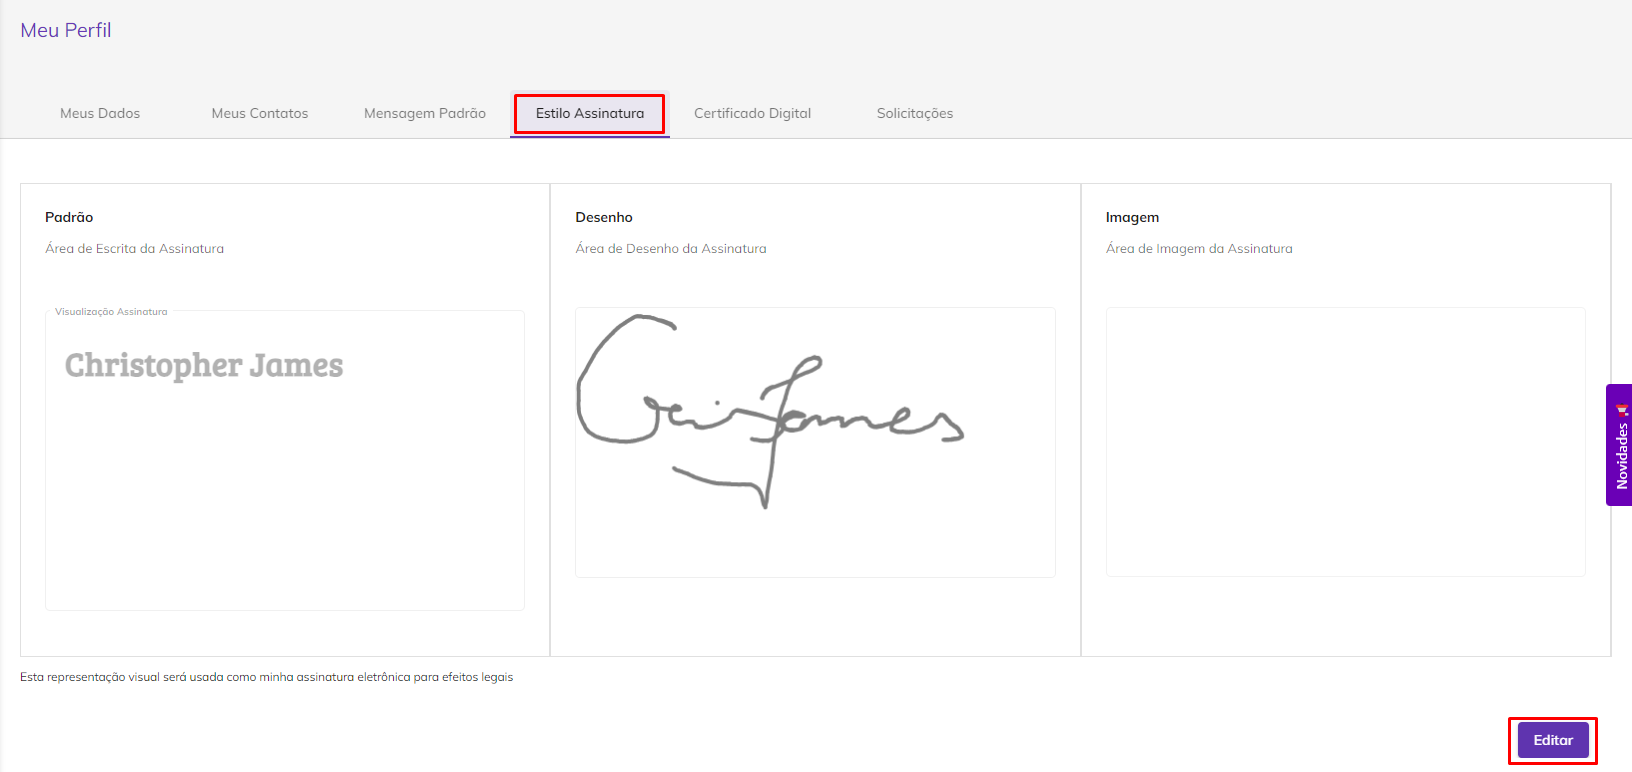 Meu Perfil
Meus Dados
Meus Contatos
Mensagem Padrão
Estilo Assinatura
Certificado Digital
Solicitações
Padrão
Área de Escrita da Assinatura
Visualização Assinatura
Christopher James
Desenho
Área de Desenho da Assinatura
James
Imagem
Área de Imagem da Assinatura
Novidades
Esta representação visual será usada como minha assinatura eletrônica para efeitos legais
Editar